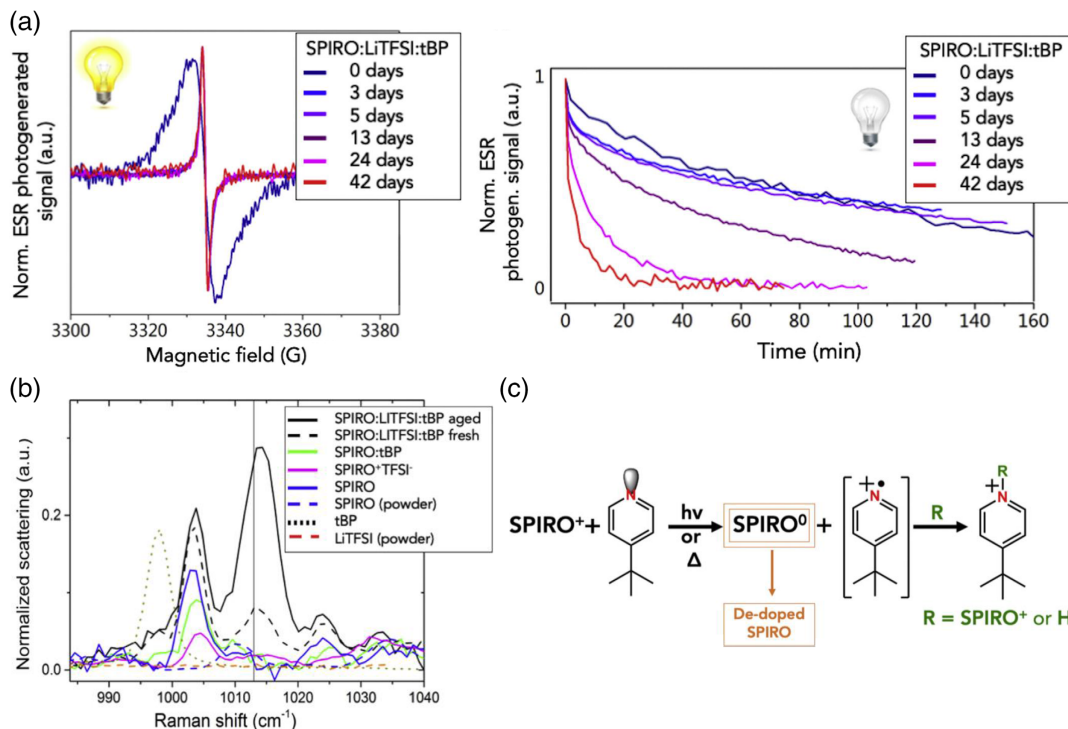 (a)
Norm. ESR photogenerated
signal (a.u.)
SPIRO:LiTFSI:tBP
0 days
3 days
5 days
13 days
24 days
42 days
3300 3320 3340 3360 3380
Magnetic field (G)
Norm. ESR
photogen. signal (a.u.)
1
0
SPIRO:LiTFSI:tBP
0 days
3 days
5 days
13 days
24 days
42 days
0 20 40 60 80 100 120 140 160
Time (min)
(b)
Normalized scattering (a.u.)
0.2
0.0
SPIRO:LITFSI:tBP aged
SPIRO:LITFSI:tBP fresh
SPIRO:tBP
SPIRO⁺TFSI⁻
SPIRO
SPIRO (powder)
tBP
LiTFSI (powder)
990 1000 1010 1020 1030 1040
Raman shift (cm⁻¹)
(c)
SPIRO⁺ +
N
hν
or
Δ
SPIRO⁰
+
+•
N
R
R
+
N
De-doped
SPIRO
R = SPIRO⁺ or H